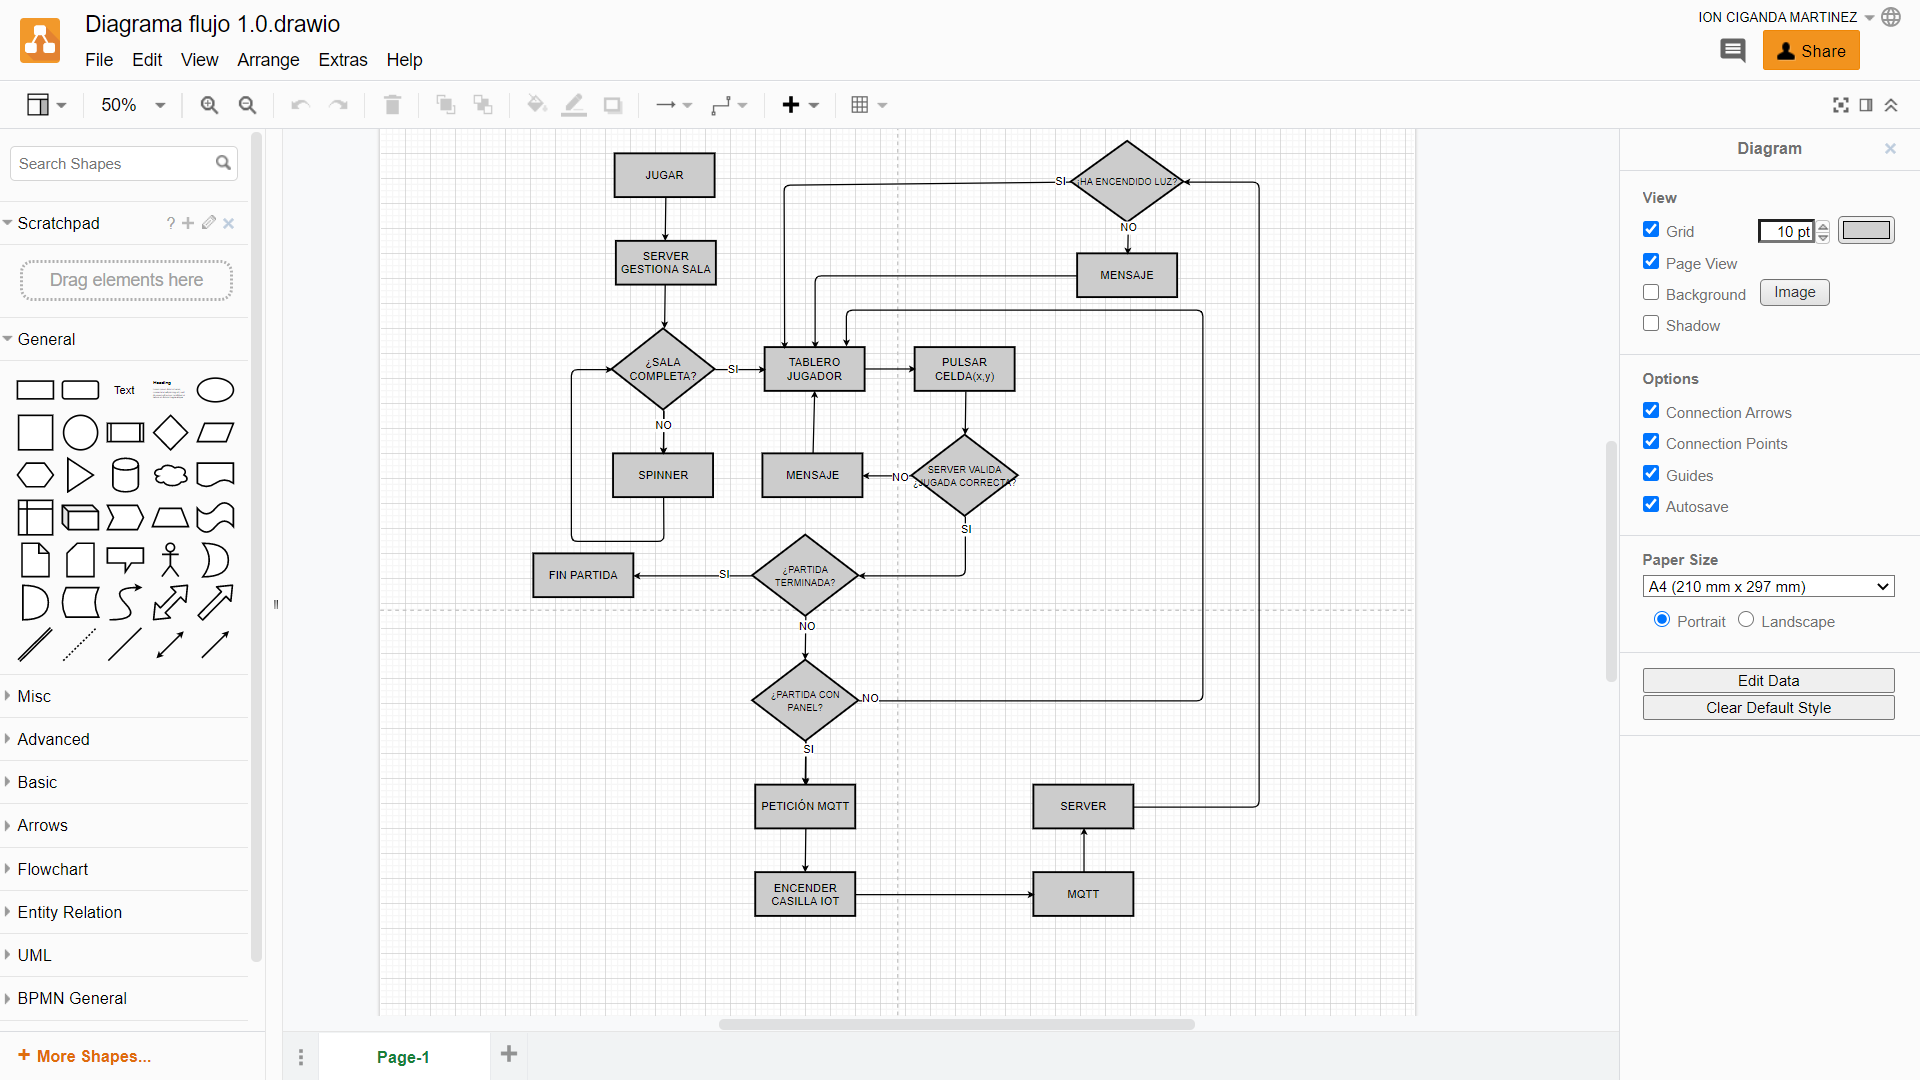 Diagrama flujo 1.0.drawio
ION CIGANDA MARTINEZ
File Edit View Arrange Extras Help
Share
50%
Search Shapes
Scratchpad
?
Drag elements here
General
Text
Heading
Misc
Advanced
Basic
Arrows
Flowchart
Entity Relation
UML
BPMN General
+ More Shapes...
JUGAR
SERVER
GESTIONA SALA
¿SALA
COMPLETA?
SI
NO
SPINNER
TABLERO
JUGADOR
PULSAR
CELDA(x,y)
¿HA ENCENDIDO LUZ?
SI
NO
MENSAJE
MENSAJE
NO
SERVER VALIDA
¿JUGADA CORRECTA?
SI
FIN PARTIDA
SI
¿PARTIDA
TERMINADA?
NO
¿PARTIDA CON
PANEL?
NO
SI
PETICIÓN MQTT
SERVER
ENCENDER
CASILLA IOT
MQTT
Page-1
Diagram
View
Grid
10 pt
Page View
Background
Image
Shadow
Options
Connection Arrows
Connection Points
Guides
Autosave
Paper Size
A4 (210 mm x 297 mm)
Portrait
Landscape
Edit Data
Clear Default Style